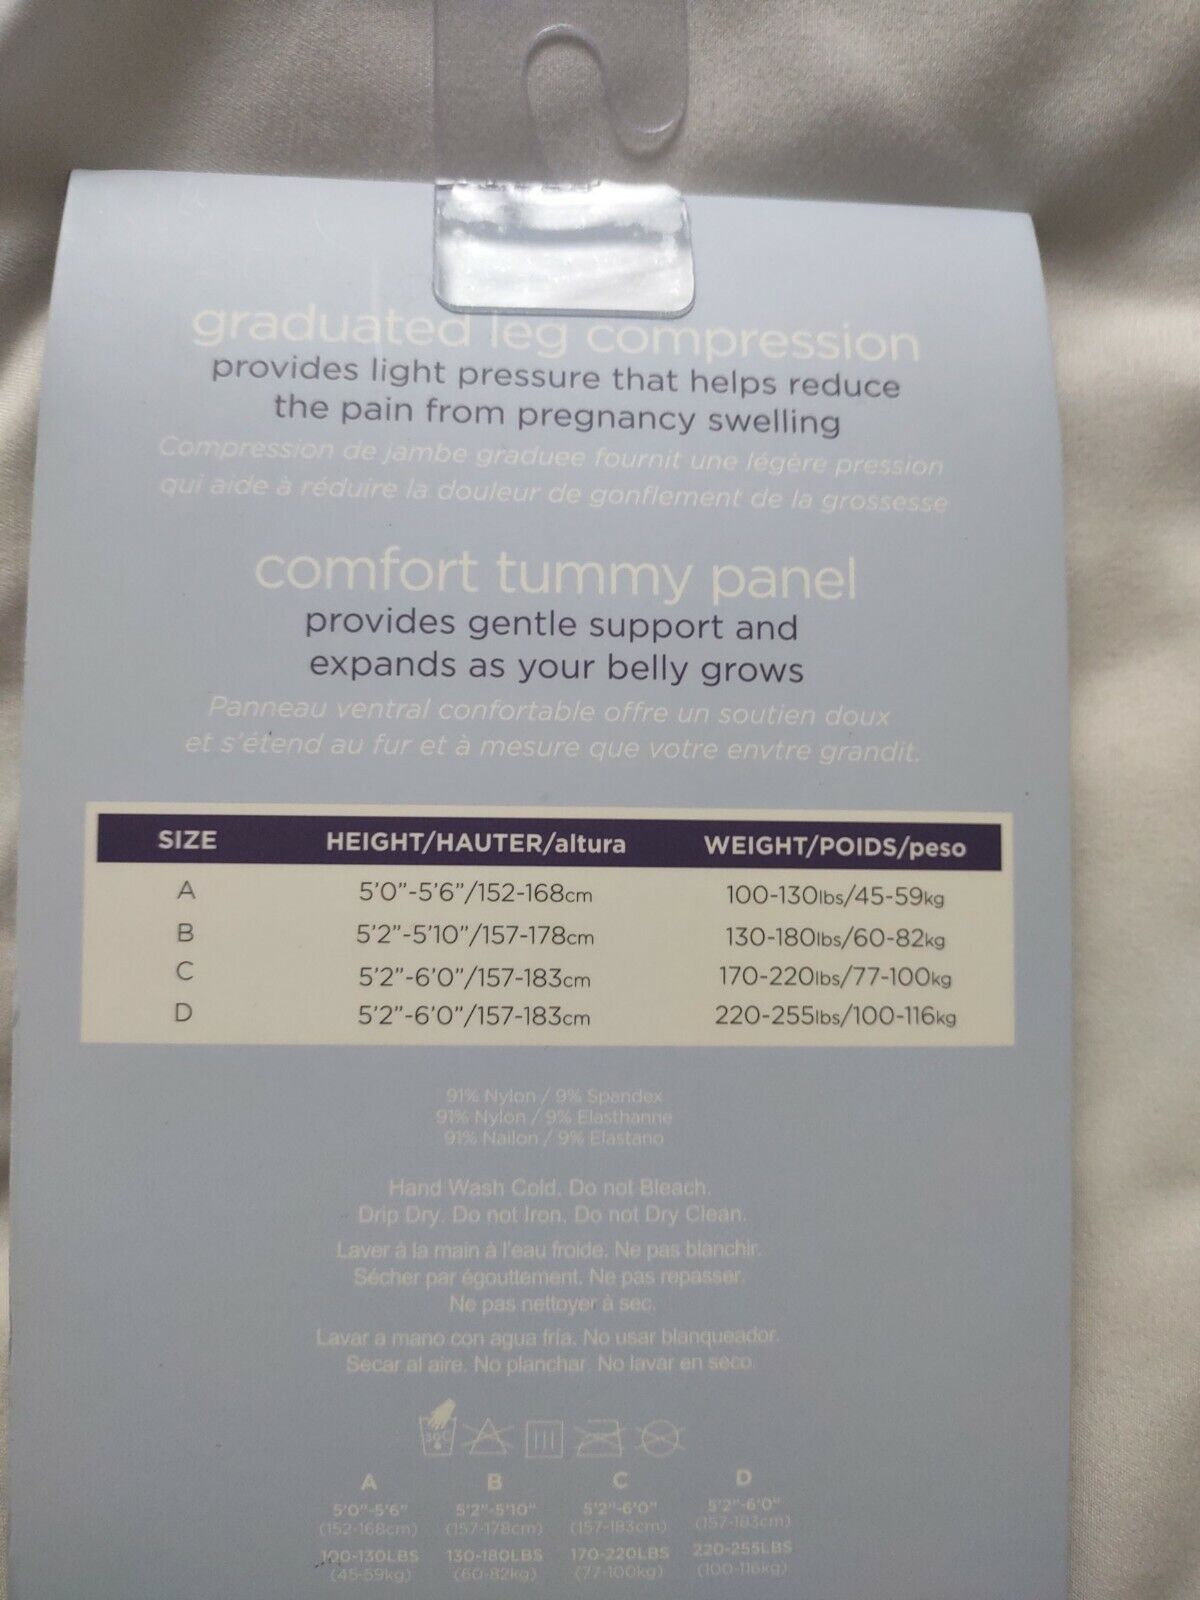 graduated leg compression
provides light pressure that helps reduce
the pain from pregnancy swelling
Compression de jambe graduee fournit une légère pression
qui aide à réduire la douleur de gonflement de la grossesse
comfort tummy panel
provides gentle support and
expands as your belly grows
Panneau ventral confortable offre un soutien doux
et s'étend au fur et à mesure que votre envtre grandit.
SIZE HEIGHT/HAUTER/altura WEIGHT/POIDS/peso
A 5'0"-5'6"/152-168cm 100-130lbs/45-59kg
B 5'2"-5'10"/157-178cm 130-180lbs/60-82kg
C 5'2"-6'0"/157-183cm 170-220lbs/77-100kg
D 5'2"-6'0"/157-183cm 220-255lbs/100-116kg
91% Nylon / 9% Spandex
91% Nylon / 9% Elasthanne
91% Nailon / 9% Elastano
Hand Wash Cold. Do not Bleach.
Drip Dry. Do not Iron. Do not Dry Clean.
Laver à la main à l'eau froide. Ne pas blanchir.
Sécher par égouttement. Ne pas repasser.
Ne pas nettoyer à sec.
Lavar a mano con agua fría. No usar blanqueador.
Secar al aire. No planchar. No lavar en seco.
30C
A B C D
5'0"-5'6" 5'2"-5'10" 5'2"-6'0" 5'2"-6'0"
(152-168cm) (157-178cm) (157-183cm) (157-183cm)
100-130LBS 130-180LBS 170-220LBS 220-255LBS
(45-59kg) (60-82kg) (77-100kg) (100-116kg)